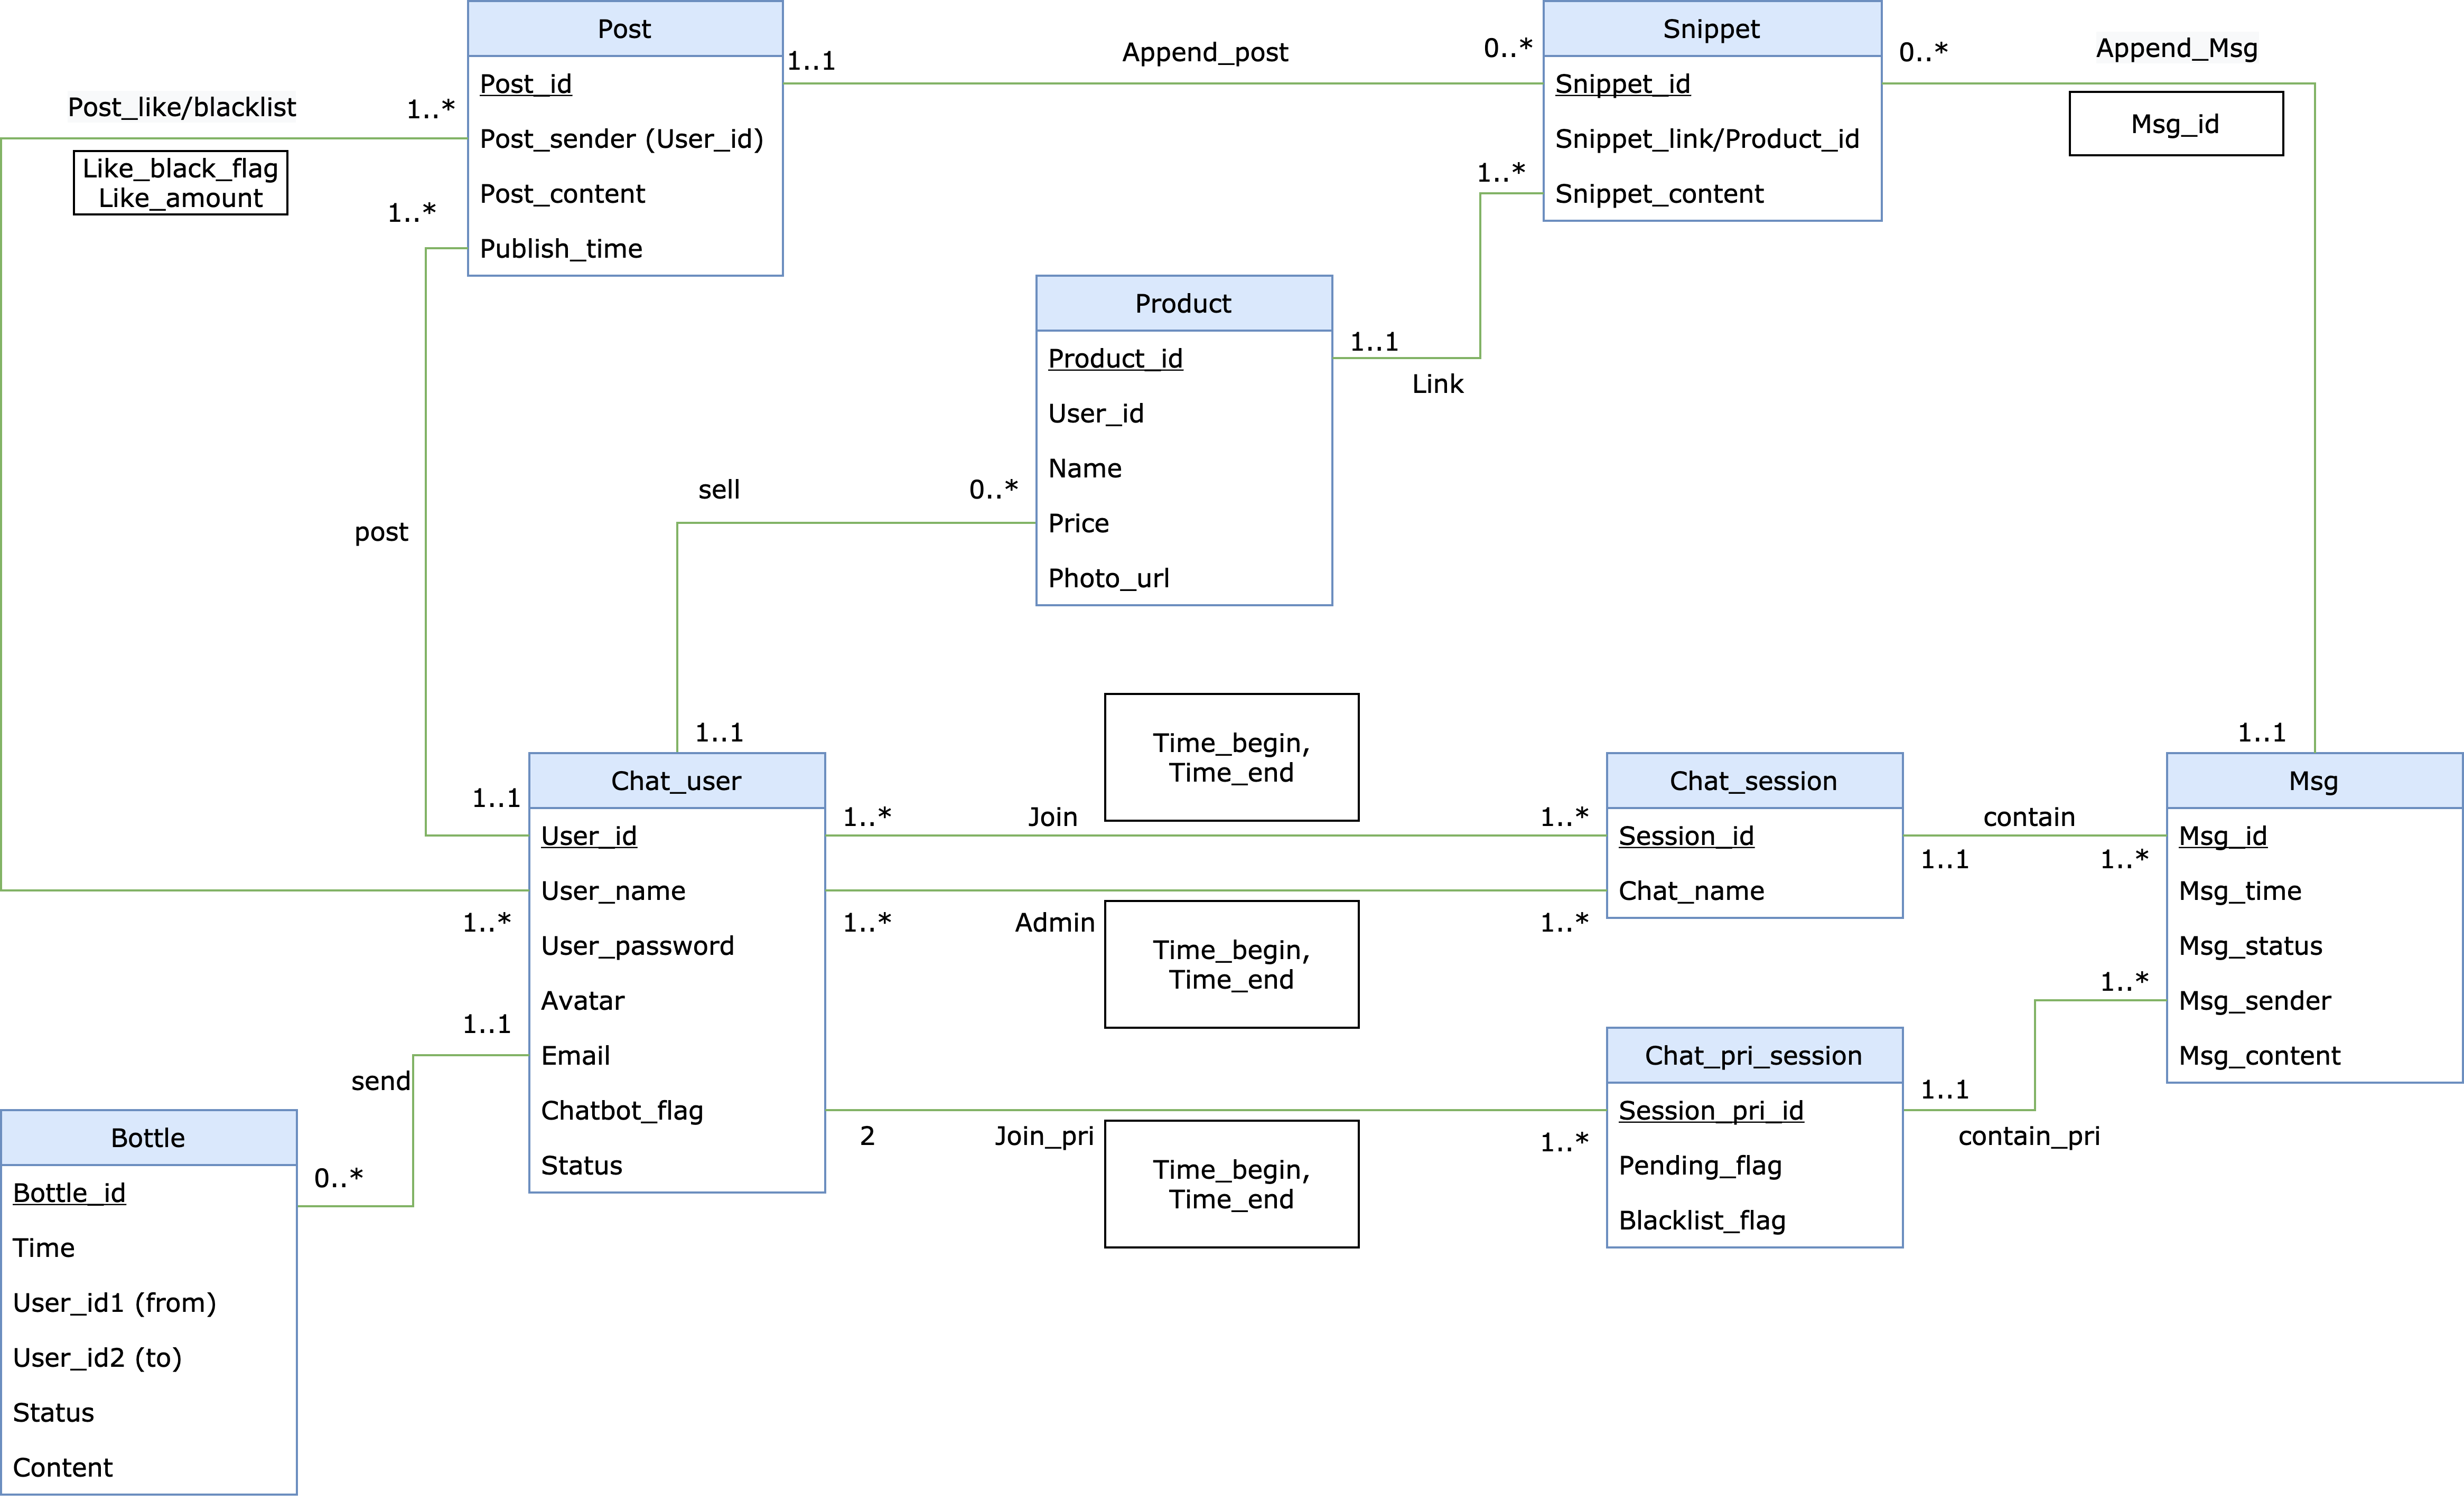 Post
Post_id
Post_sender (User_id)
Post_content
Publish_time
1..1
Append_post
0..*
Snippet
Snippet_id
Snippet_link/Product_id
Snippet_content
0..*
Append_Msg
Msg_id
Post_like/blacklist
1..*
Like_black_flag
Like_amount
1..*
post
1..*
Product
Product_id
User_id
Name
Price
Photo_url
1..1
Link
sell
0..*
1..1
1..1
1..1
Chat_user
User_id
User_name
User_password
Avatar
Email
Chatbot_flag
Status
1..*
Join
Time_begin,
Time_end
1..*
1..*
1..*
Admin
Time_begin,
Time_end
1..*
Chat_session
Session_id
Chat_name
contain
1..1
1..*
Msg
Msg_id
Msg_time
Msg_status
Msg_sender
Msg_content
1..*
1..1
send
0..*
2
Join_pri
Time_begin,
Time_end
1..*
Chat_pri_session
Session_pri_id
Pending_flag
Blacklist_flag
1..1
contain_pri
Bottle
Bottle_id
Time
User_id1 (from)
User_id2 (to)
Status
Content